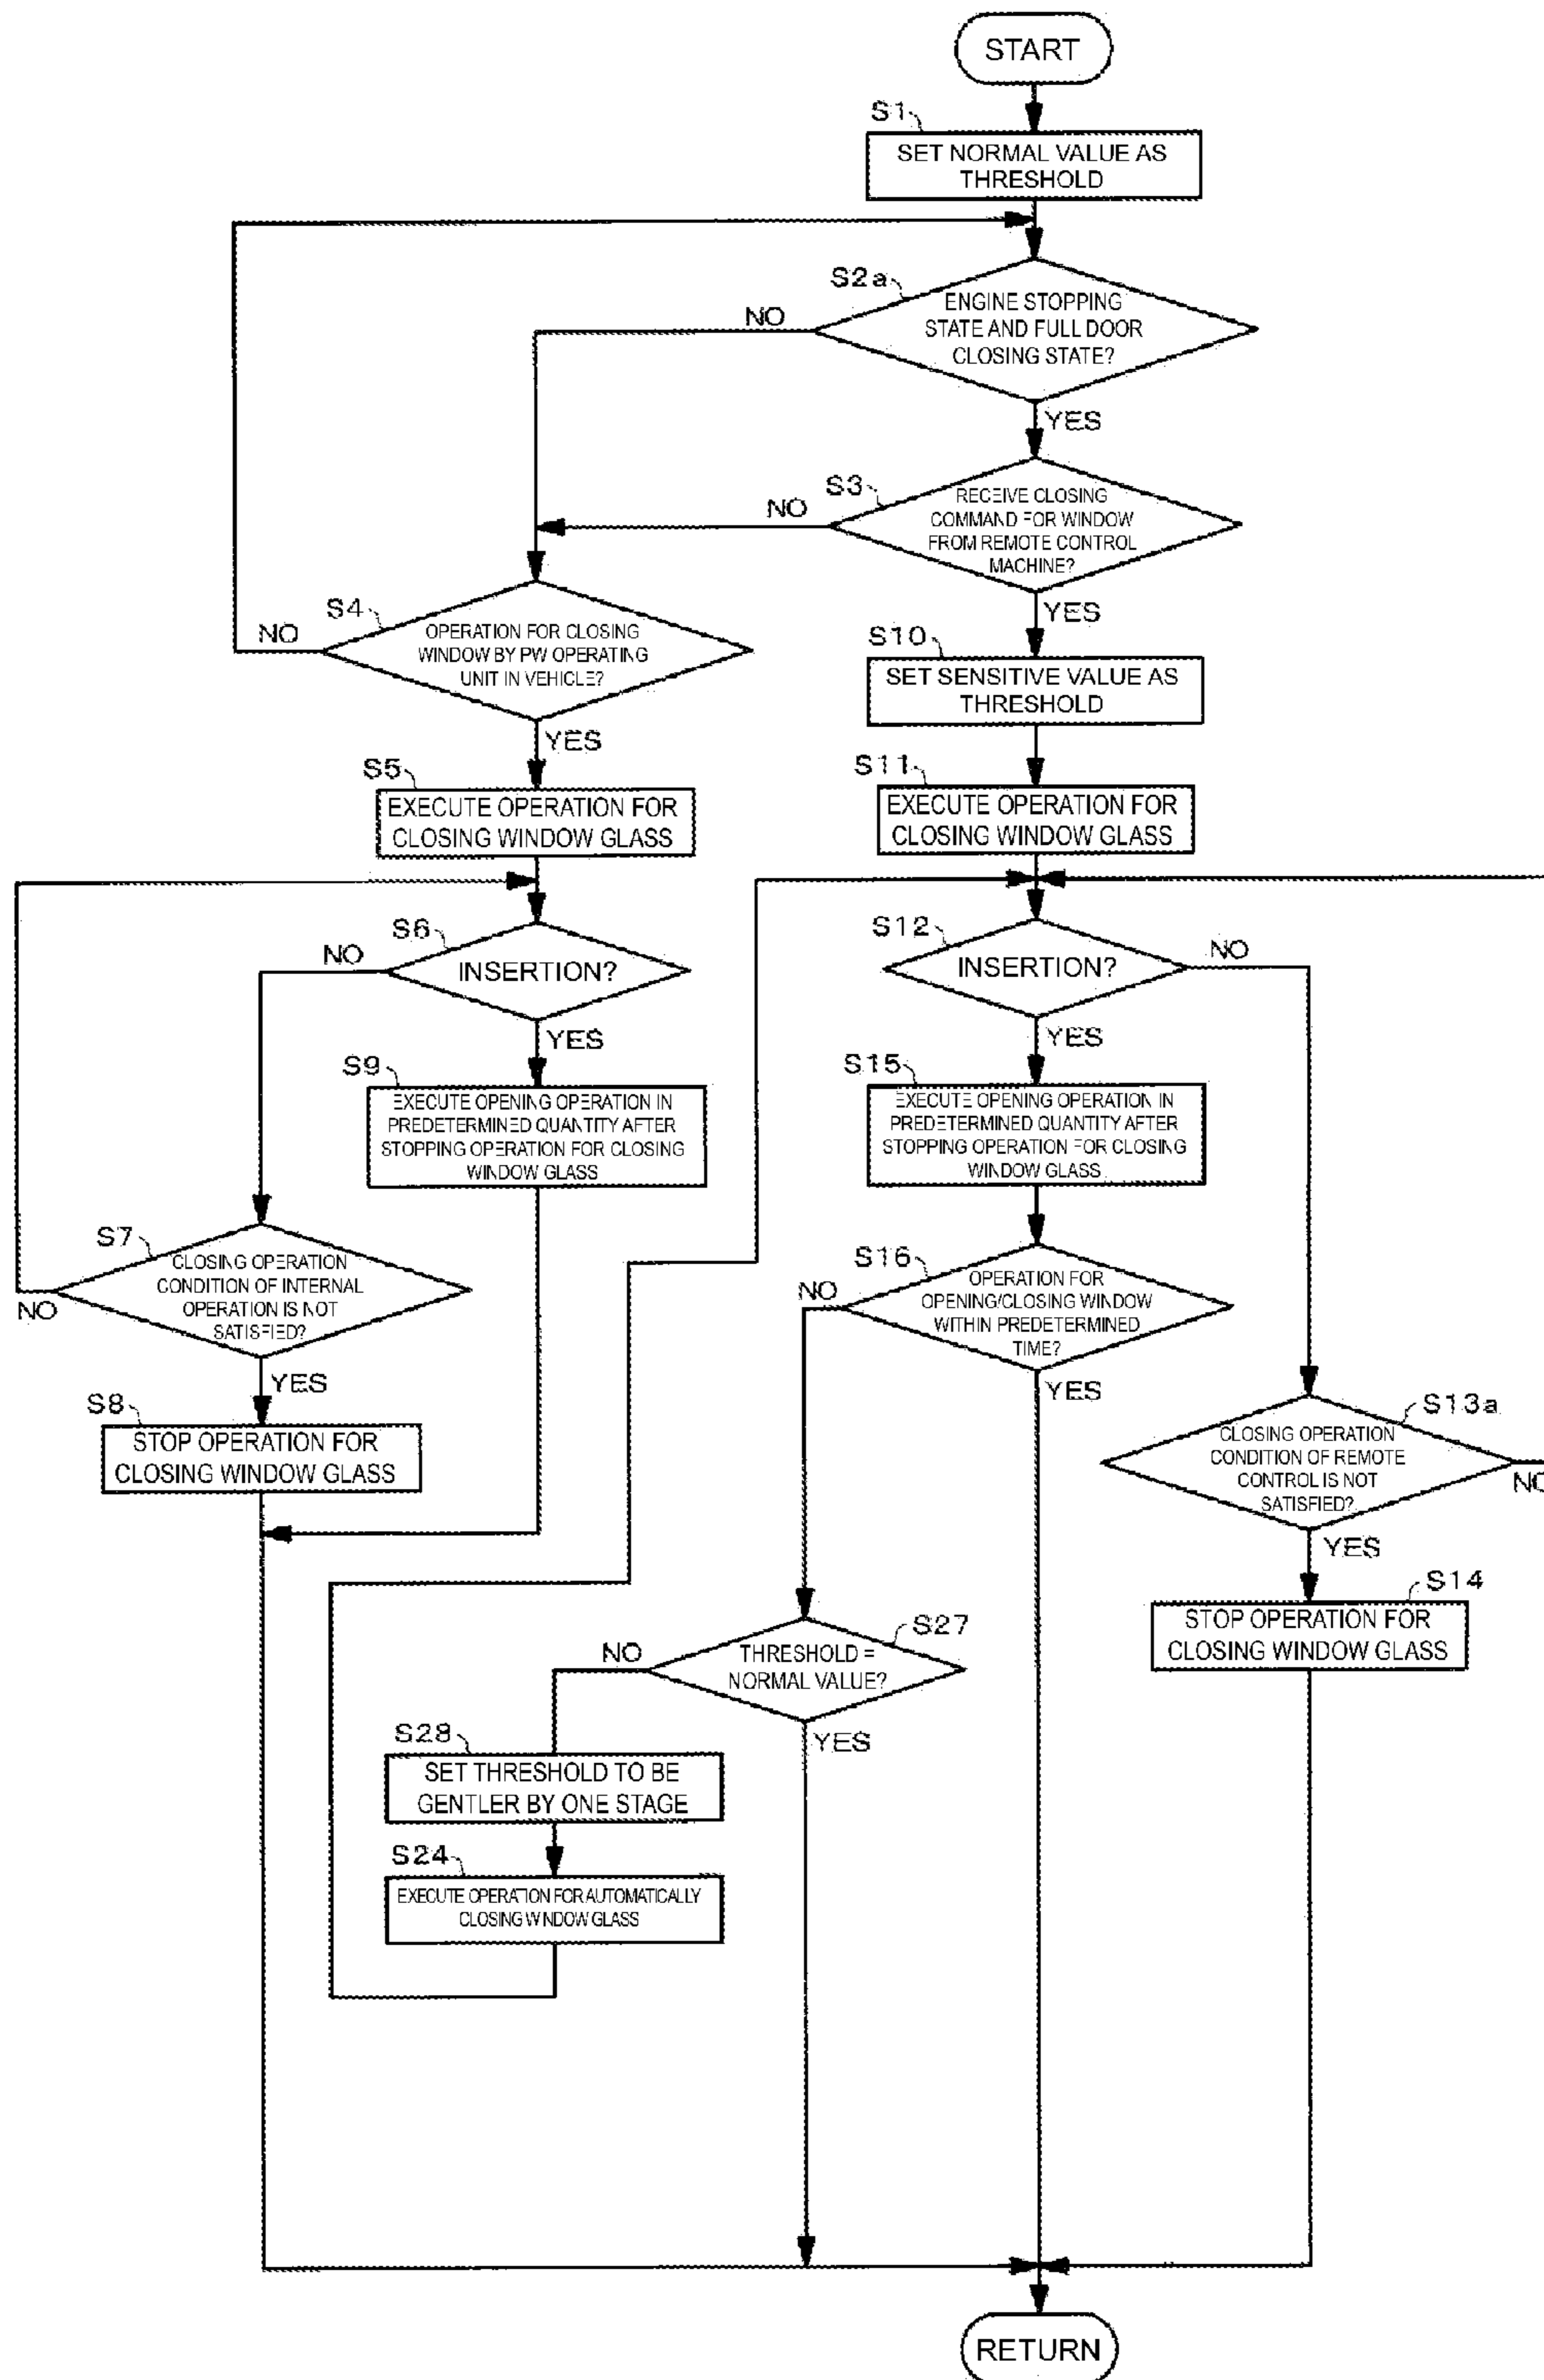 START
S1
SET NORMAL VALUE AS
THRESHOLD
S2a
ENGINE STOPPING
STATE AND FULL DOOR
CLOSING STATE?
NO
YES
S3
RECEIVE CLOSING
COMMAND FOR WINDOW
FROM REMOTE CONTROL
MACHINE?
NO
YES
S4
OPERATION FOR CLOSING
WINDOW BY PW OPERATING
UNIT IN VEHICLE?
NO
YES
S10
SET SENSITIVE VALUE AS
THRESHOLD
S5
EXECUTE OPERATION FOR
CLOSING WINDOW GLASS
S11
EXECUTE OPERATION FOR
CLOSING WINDOW GLASS
S6
INSERTION?
NO
YES
S12
INSERTION?
NO
YES
S9
EXECUTE OPENING OPERATION IN
PREDETERMINED QUANTITY AFTER
STOPPING OPERATION FOR CLOSING
WINDOW GLASS
S15
EXECUTE OPENING OPERATION IN
PREDETERMINED QUANTITY AFTER
STOPPING OPERATION FOR CLOSING
WINDOW GLASS
S7
CLOSING OPERATION
CONDITION OF INTERNAL
OPERATION IS NOT
SATISFIED?
NO
YES
S16
OPERATION FOR
OPENING/CLOSING WINDOW
WITHIN PREDETERMINED
TIME?
NO
YES
S8
STOP OPERATION FOR
CLOSING WINDOW GLASS
S13a
CLOSING OPERATION
CONDITION OF REMOTE
CONTROL IS NOT
SATISFIED?
NO
YES
S14
STOP OPERATION FOR
CLOSING WINDOW GLASS
S27
THRESHOLD =
NORMAL VALUE?
NO
YES
S28
SET THRESHOLD TO BE
GENTLER BY ONE STAGE
S24
EXECUTE OPERATION FOR AUTOMATICALLY
CLOSING WINDOW GLASS
RETURN